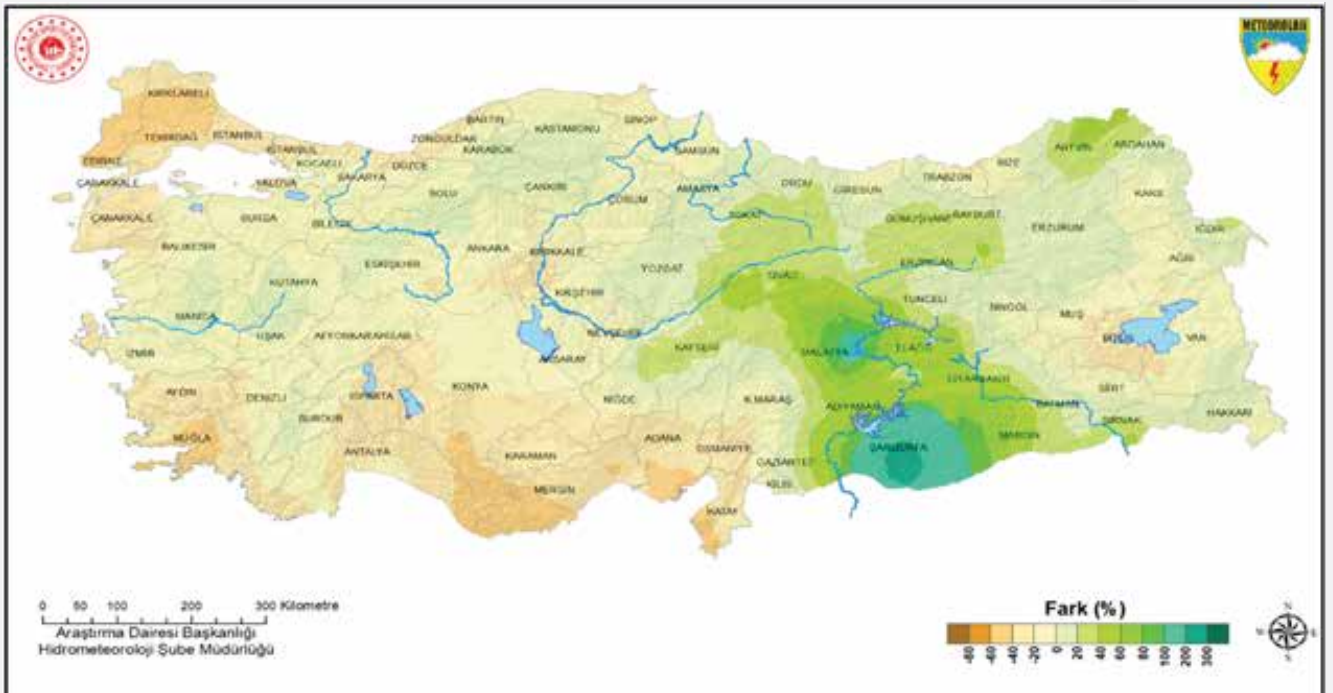 METEOROLOJİ
KIRKLARELİ
TEKİRDAĞ İSTANBUL
EDİRNE
İSTANBUL
KOCAELİ
YALOVA
SAKARYA
DÜZCE
ZONGULDAK
BARTIN
KARABÜK
KASTAMONU
SİNOP
SAMSUN
ÇANAKKALE
ÇANAKKALE
BALIKESİR
BURSA
BİLECİK
BOLU
ÇANKIRI
ÇORUM
AMASYA
ORDU
GİRESUN
TRABZON
RİZE
ARTVİN
ARDAHAN
KARS
IĞDIR
AĞRI
ERZURUM
BAYBURT
GÜMÜŞHANE
TOKAT
ESKİŞEHİR
ANKARA
KIRIKKALE
YOZGAT
SİVAS
ERZİNCAN
TUNCELİ
BİNGÖL
MUŞ
BİTLİS
VAN
KÜTAHYA
MANİSA
UŞAK
AFYONKARAHİSAR
KIRŞEHİR
NEVŞEHİR
AKSARAY
KAYSERİ
MALATYA
ELAZIĞ
DİYARBAKIR
BATMAN
SİİRT
ŞIRNAK
HAKKARİ
İZMİR
AYDIN
DENİZLİ
BURDUR
ISPARTA
KONYA
NİĞDE
K.MARAŞ
ADIYAMAN
ŞANLIURFA
MARDİN
MUĞLA
ANTALYA
KARAMAN
MERSİN
ADANA
OSMANİYE
GAZİANTEP
KİLİS
HATAY
0 50 100 200 300 Kilometre
Araştırma Dairesi Başkanlığı
Hidrometeoroloji Şube Müdürlüğü
Fark (%)
-80 -60 -40 -20 0 20 40 60 80 100 200 300